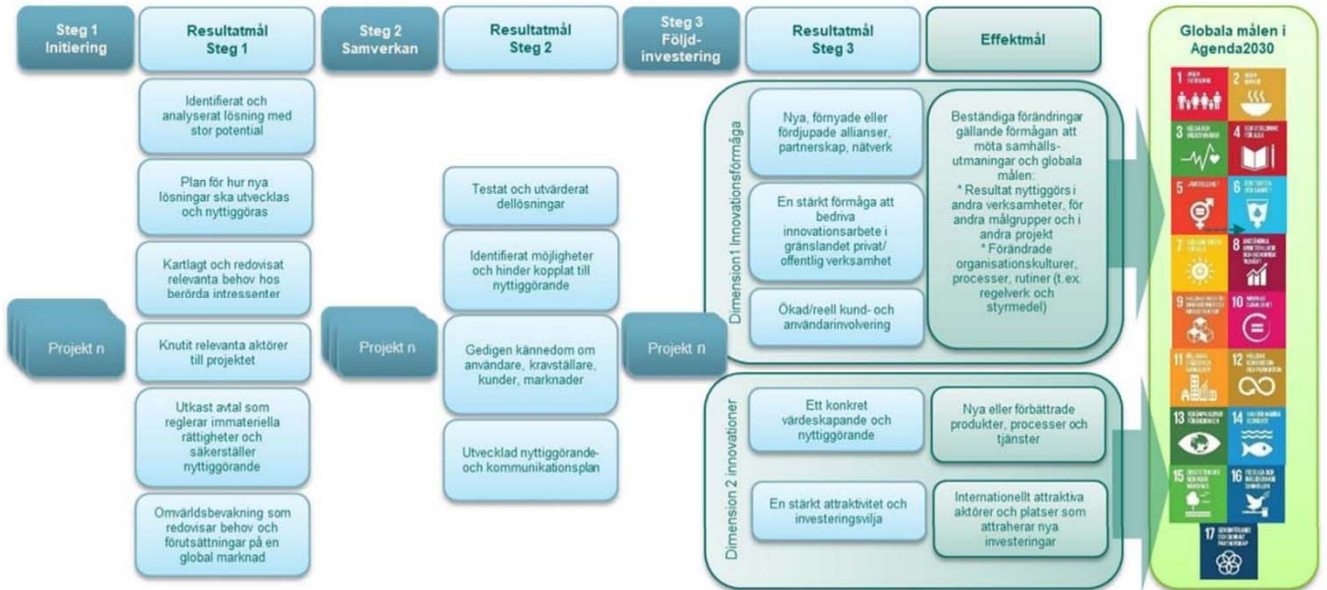 Steg 1
Initiering
Resultatmål
Steg 1
Steg 2
Samverkan
Resultatmål
Steg 2
Steg 3
Följd-
investering
Resultatmål
Steg 3
Effektmål
Globala målen i
Agenda2030
Projekt n
Identifierat och
analyserat lösning med
stor potential
Plan för hur nya
lösningar ska utvecklas
och nyttiggöras
Kartlagt och redovisat
relevanta behov hos
berörda intressenter
Knutit relevanta aktörer
till projektet
Utkast avtal som
reglerar immateriella
rättigheter och
säkerställer
nyttiggörande
Omvärldsbevakning som
redovisar behov och
förutsättningar på en
global marknad
Projekt n
Testat och utvärderat
dellösningar
Identifierat möjligheter
och hinder kopplat till
nyttiggörande
Gedigen kännedom om
användare, kravställare,
kunder, marknader
Utvecklad nyttiggörande-
och kommunikationsplan
Projekt n
Dimension1 Innovationsförmåga
Nya, förnyade eller
fördjupade allianser,
partnerskap, nätverk
En stärkt förmåga att
bedriva
innovationsarbete i
gränslandet privat/
offentlig verksamhet
Ökad/reell kund- och
användarinvolvering
Beständiga förändringar
gällande förmågan att
möta samhälls-
utmaningar och globala
målen:
* Resultat nyttiggörs i
andra verksamheter, för
andra målgrupper och i
andra projekt
* Förändrade
organisationskulturer,
processer, rutiner (t.ex.
regelverk och
styrmedel)
Dimension 2 innovationer
Ett konkret
värdeskapande och
nyttiggörande
En stärkt attraktivitet och
investeringsvilja
Nya eller förbättrade
produkter, processer och
tjänster
Internationellt attraktiva
aktörer och platser som
attraherar nya
investeringar
1
2
3
4
5
6
7
8
9
10
11
12
13
14
15
16
17